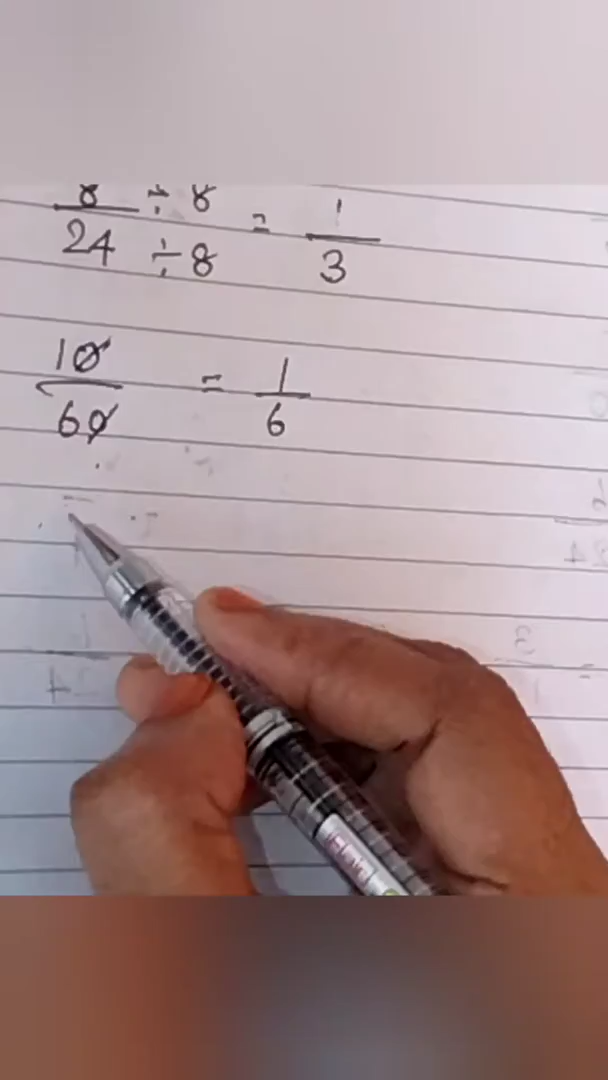 8 ÷ 8 / 24 ÷ 8 = 1 / 3
10 / 60 = 1 / 6